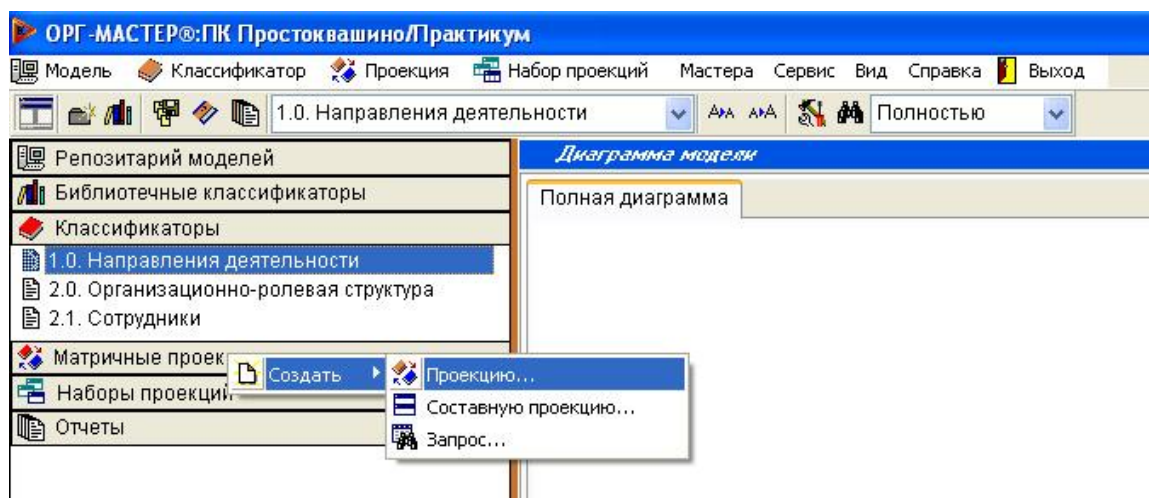 ОРГ-МАСТЕР®:ПК Простоквашино/Практикум
Модель Классификатор Проекция Набор проекций Мастера Сервис Вид Справка Выход
1.0. Направления деятельности Полностью
Репозитарий моделей
Диаграмма модели
Библиотечные классификаторы
Полная диаграмма
Классификаторы
1.0. Направления деятельности
2.0. Организационно-ролевая структура
2.1. Сотрудники
Матричные проек
Создать
Проекцию...
Наборы проекций
Составную проекцию...
Отчеты
Запрос...